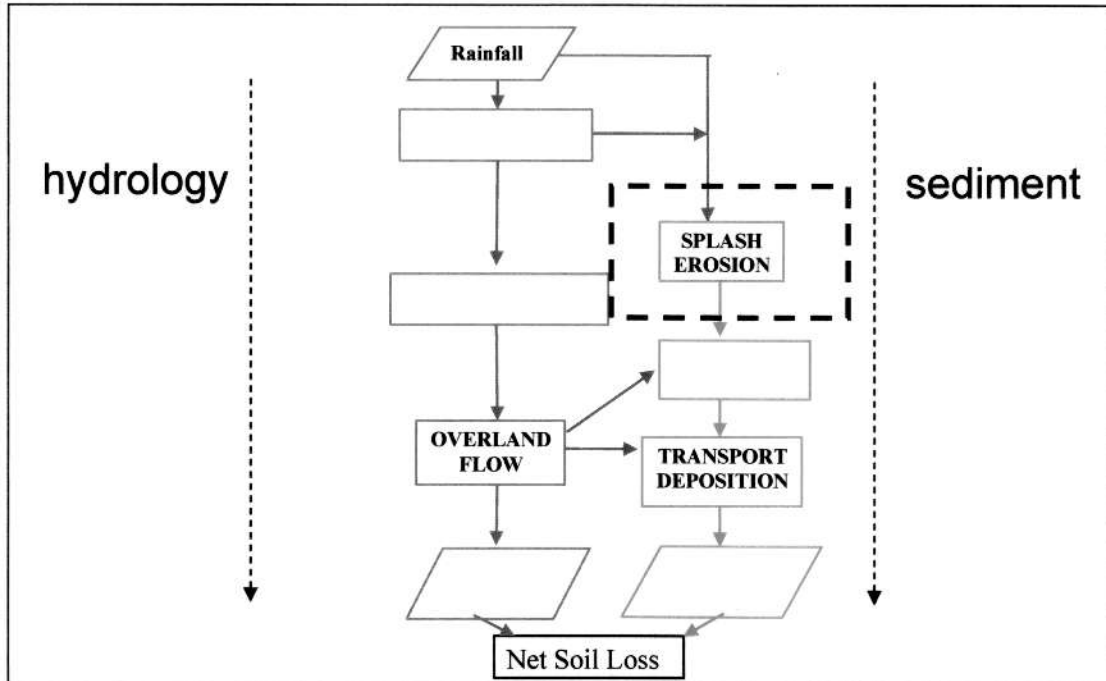 Rainfall
hydrology
sediment
SPLASH
EROSION
OVERLAND
FLOW
TRANSPORT
DEPOSITION
Net Soil Loss